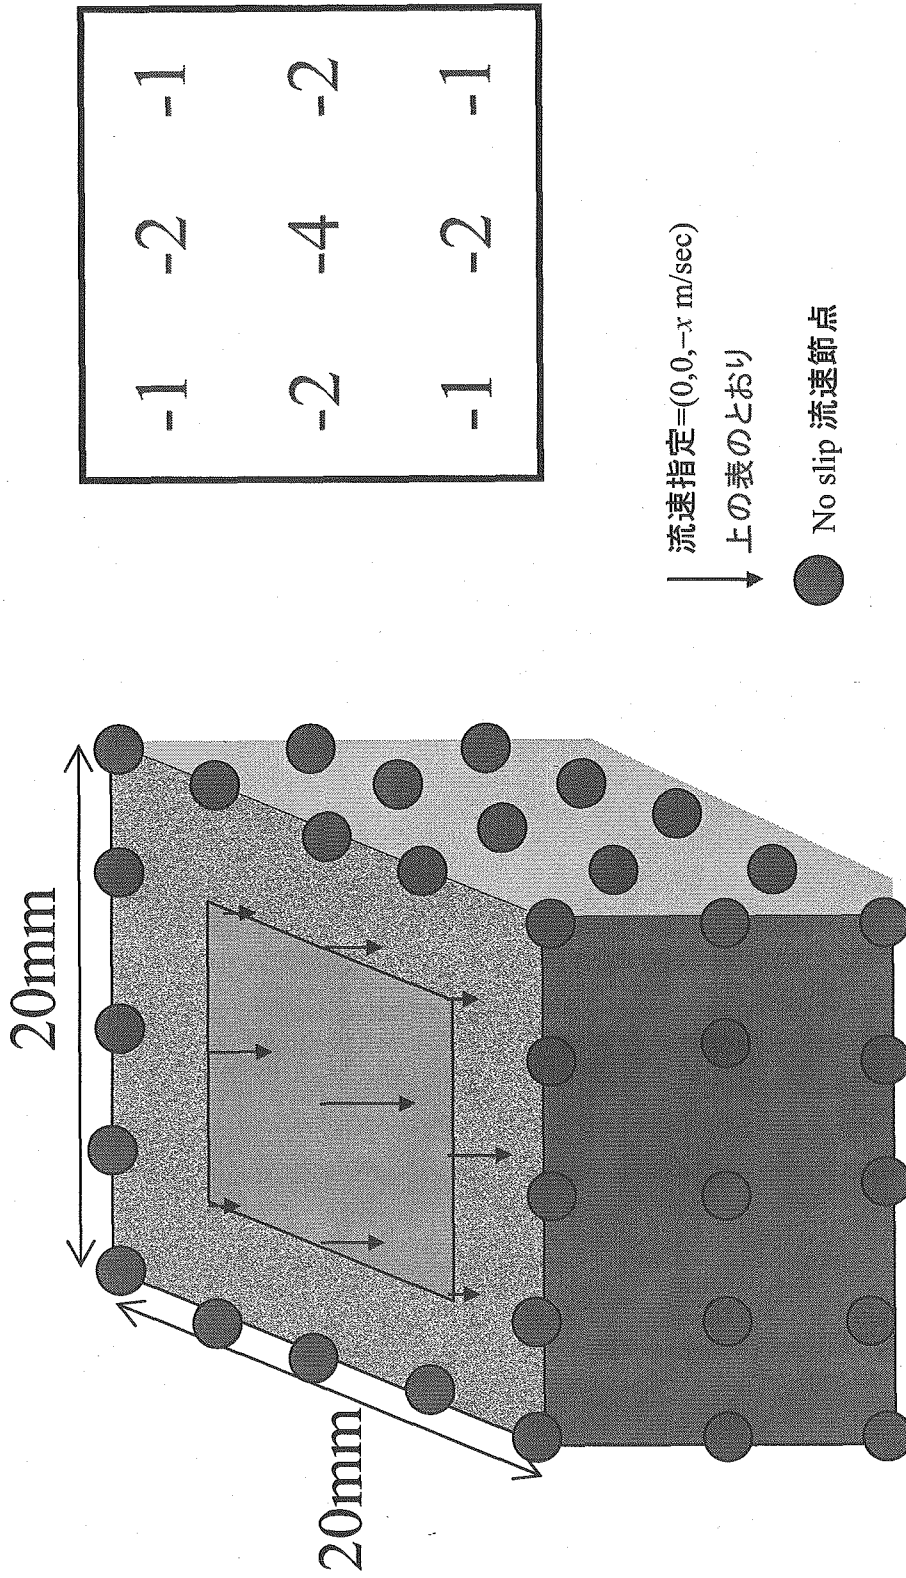 20mm
20mm
-1 -2 -1
-2 -4 -2
-1 -2 -1
流速指定=(0,0,−x m/sec)
上の表のとおり
No slip 流速節点